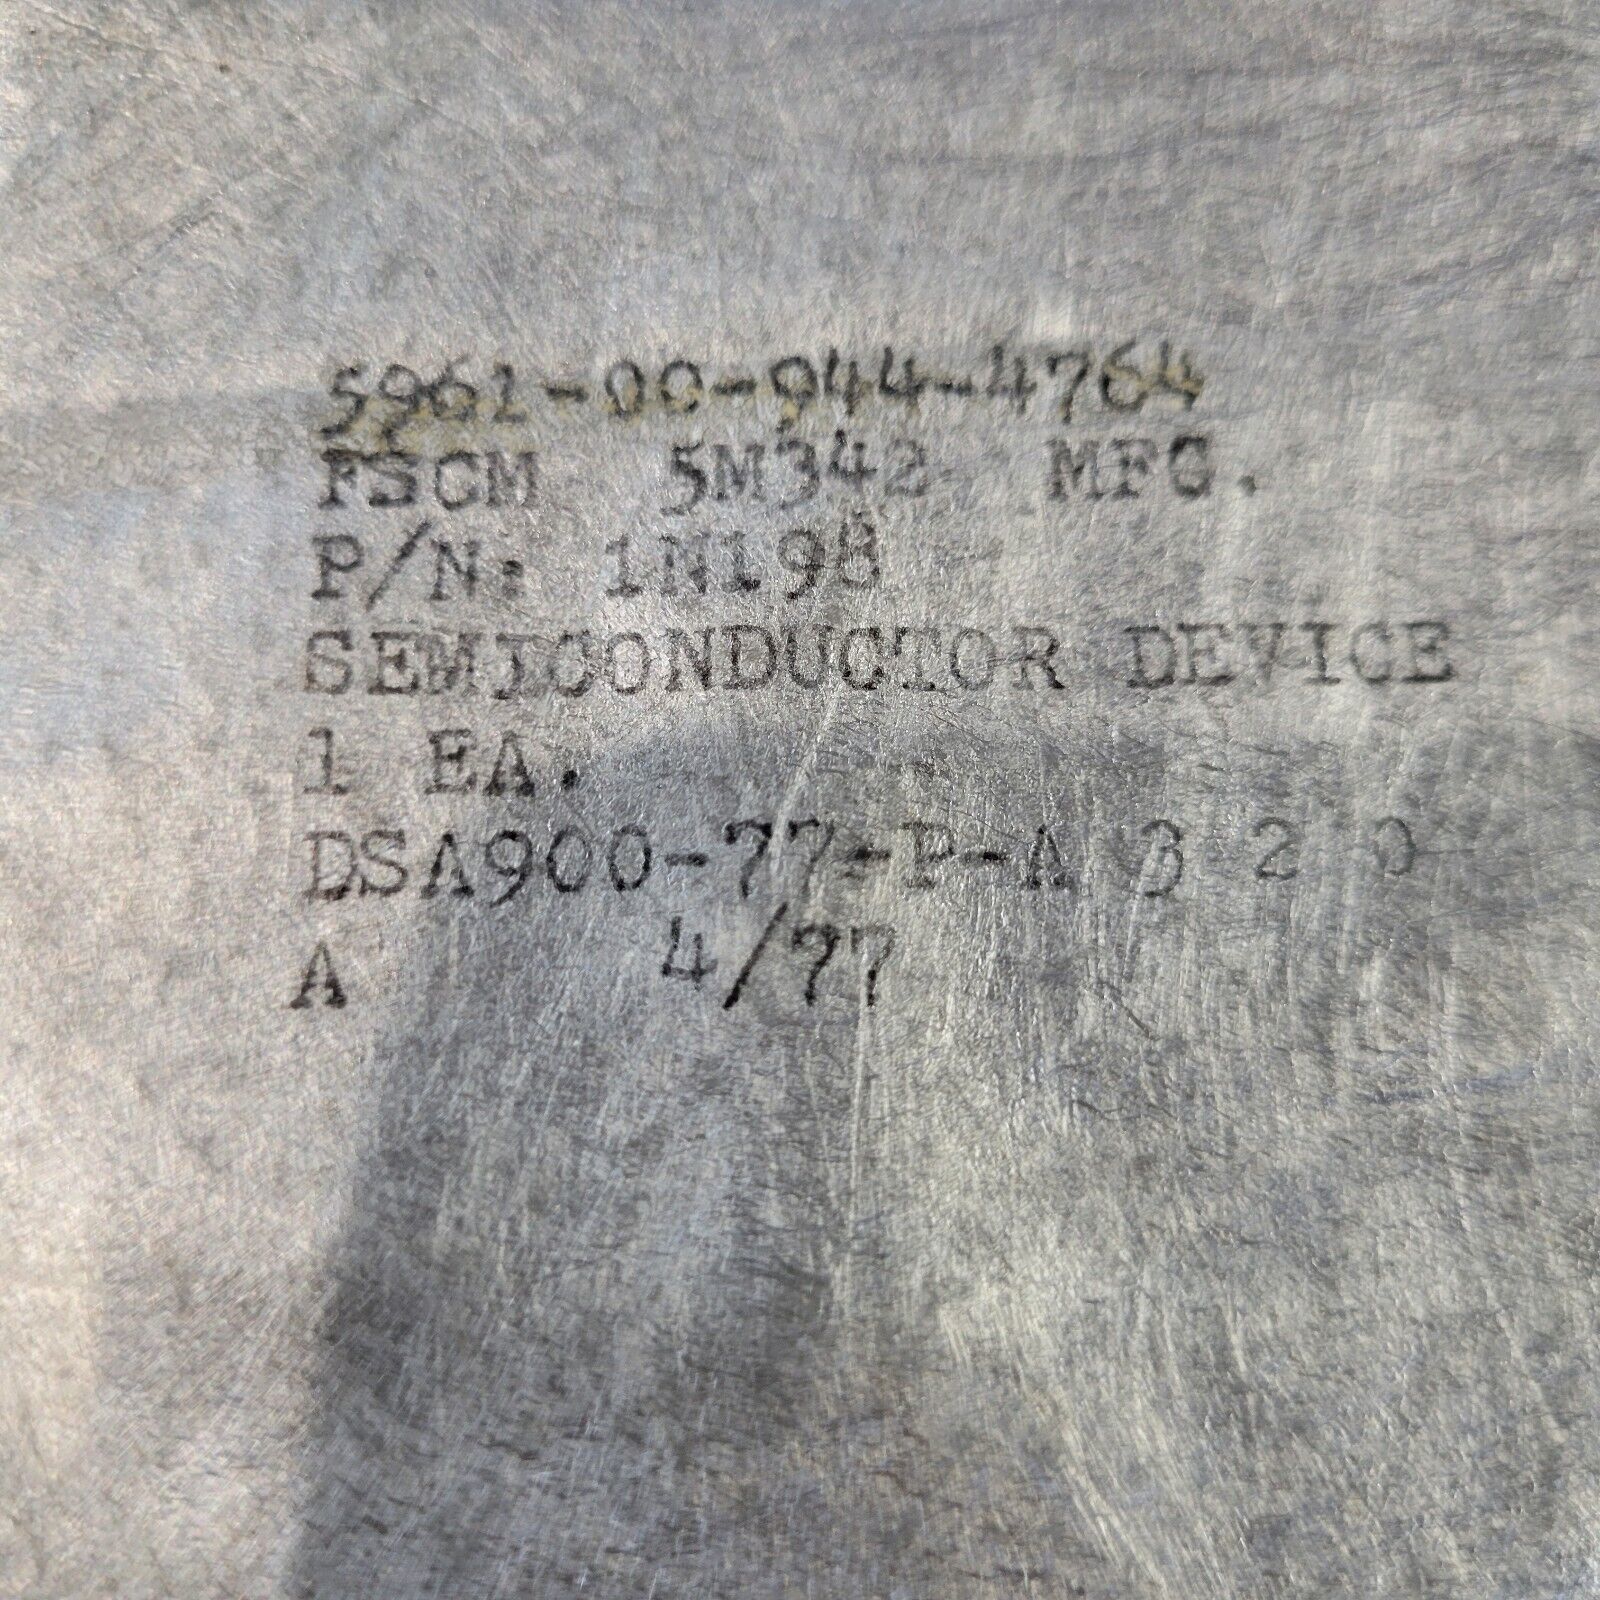 5961-00-944-4764
FSCM 5M342 MFG.
P/N: 1N198
SEMICONDUCTOR DEVICE
1 EA.
DSA900-77-P-A 3 2 0
A 4/77